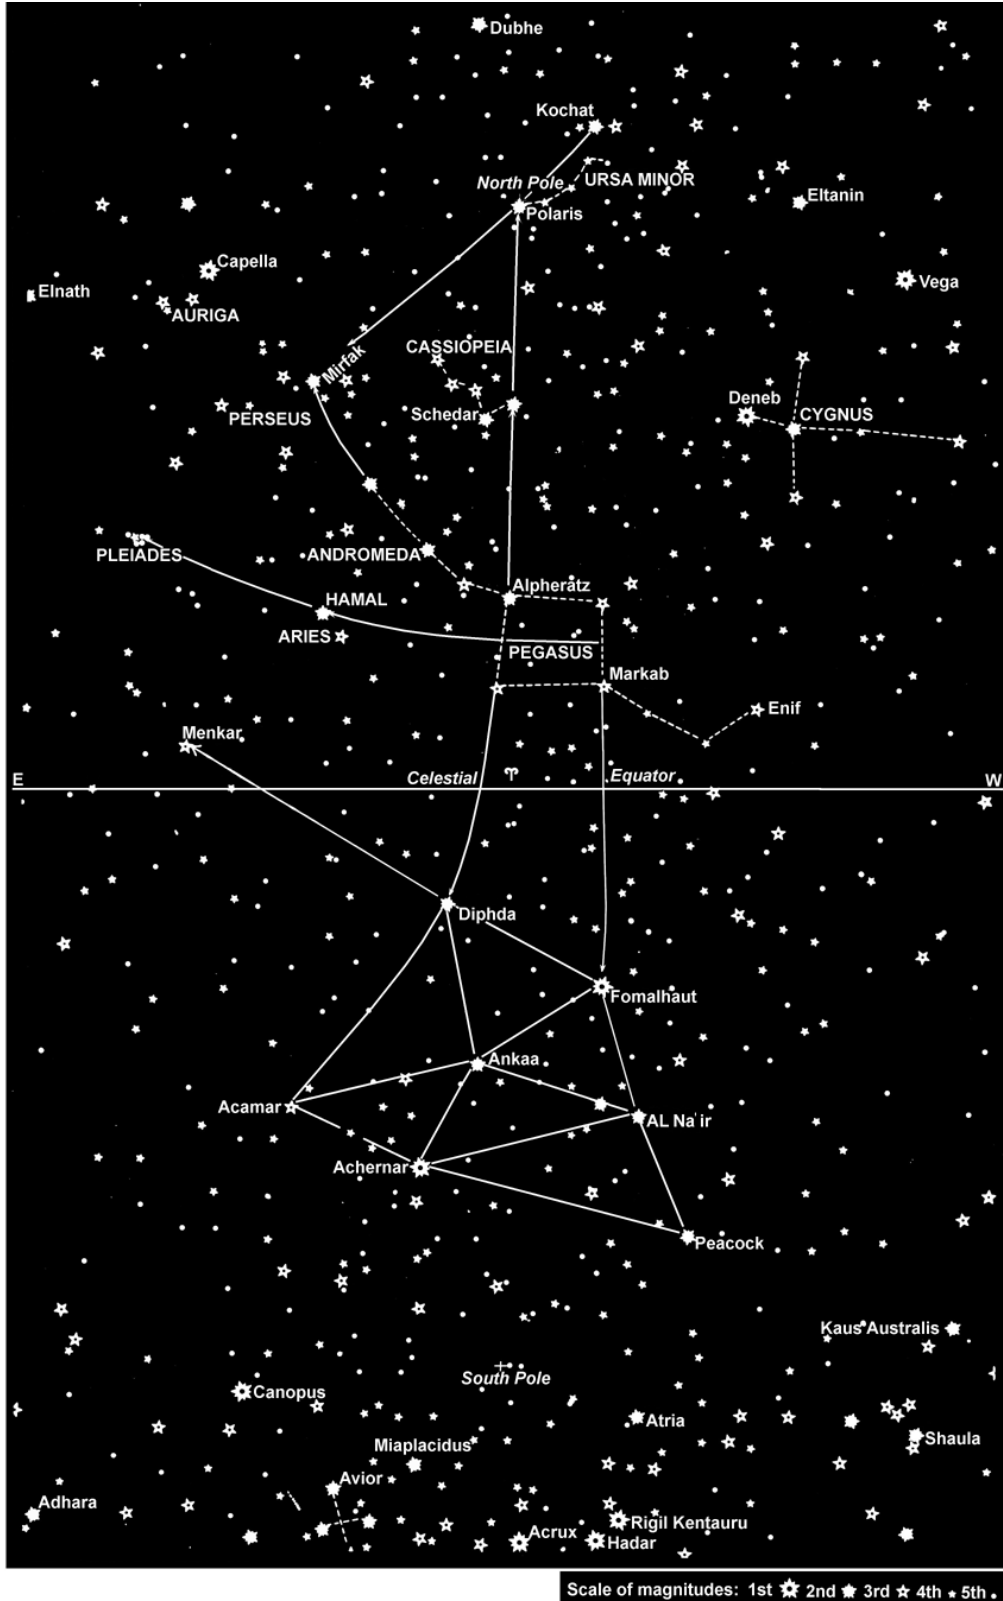 Dubhe
Kochat
North Pole
URSA MINOR
Polaris
Eltanin
Capella
Elnath
AURIGA
Vega
CASSIOPEIA
Mirfak
Deneb
PERSEUS
Schedar
CYGNUS
PLEIADES
ANDROMEDA
Alpheratz
HAMAL
ARIES
PEGASUS
Markab
Enif
Menkar
E
Celestial
♈
Equator
W
Diphda
Fomalhaut
Ankaa
Acamar
AL Na'ir
Achernar
Peacock
Kaus Australis
South Pole
Canopus
Atria
Miaplacidus
Shaula
Avior
Adhara
Rigil Kentauru
Acrux
Hadar
Scale of magnitudes: 1st 2nd 3rd 4th 5th